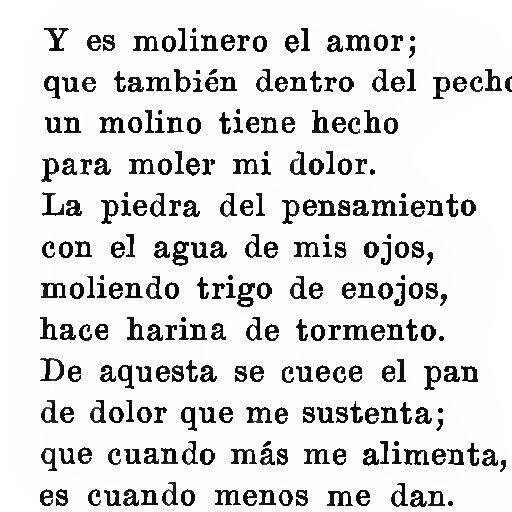 Y es molinero el amor;
que también dentro del pecho
un molino tiene hecho
para moler mi dolor.
La piedra del pensamiento
con el agua de mis ojos,
moliendo trigo de enojos,
hace harina de tormento.
De aquesta se cuece el pan
de dolor que me sustenta;
que cuando más me alimenta,
es cuando menos me dan.